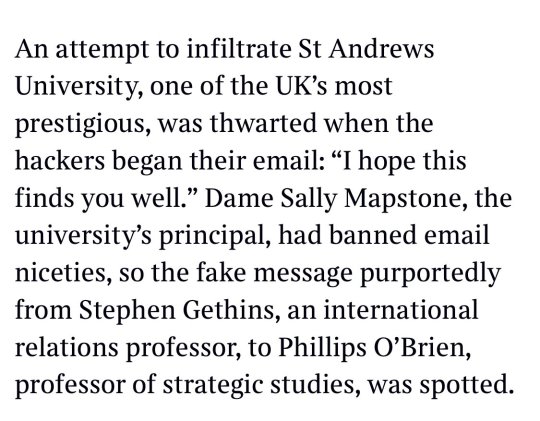 An attempt to infiltrate St Andrews
University, one of the UK’s most
prestigious, was thwarted when the
hackers began their email: “I hope this
finds you well.” Dame Sally Mapstone, the
university’s principal, had banned email
niceties, so the fake message purportedly
from Stephen Gethins, an international
relations professor, to Phillips O’Brien,
professor of strategic studies, was spotted.